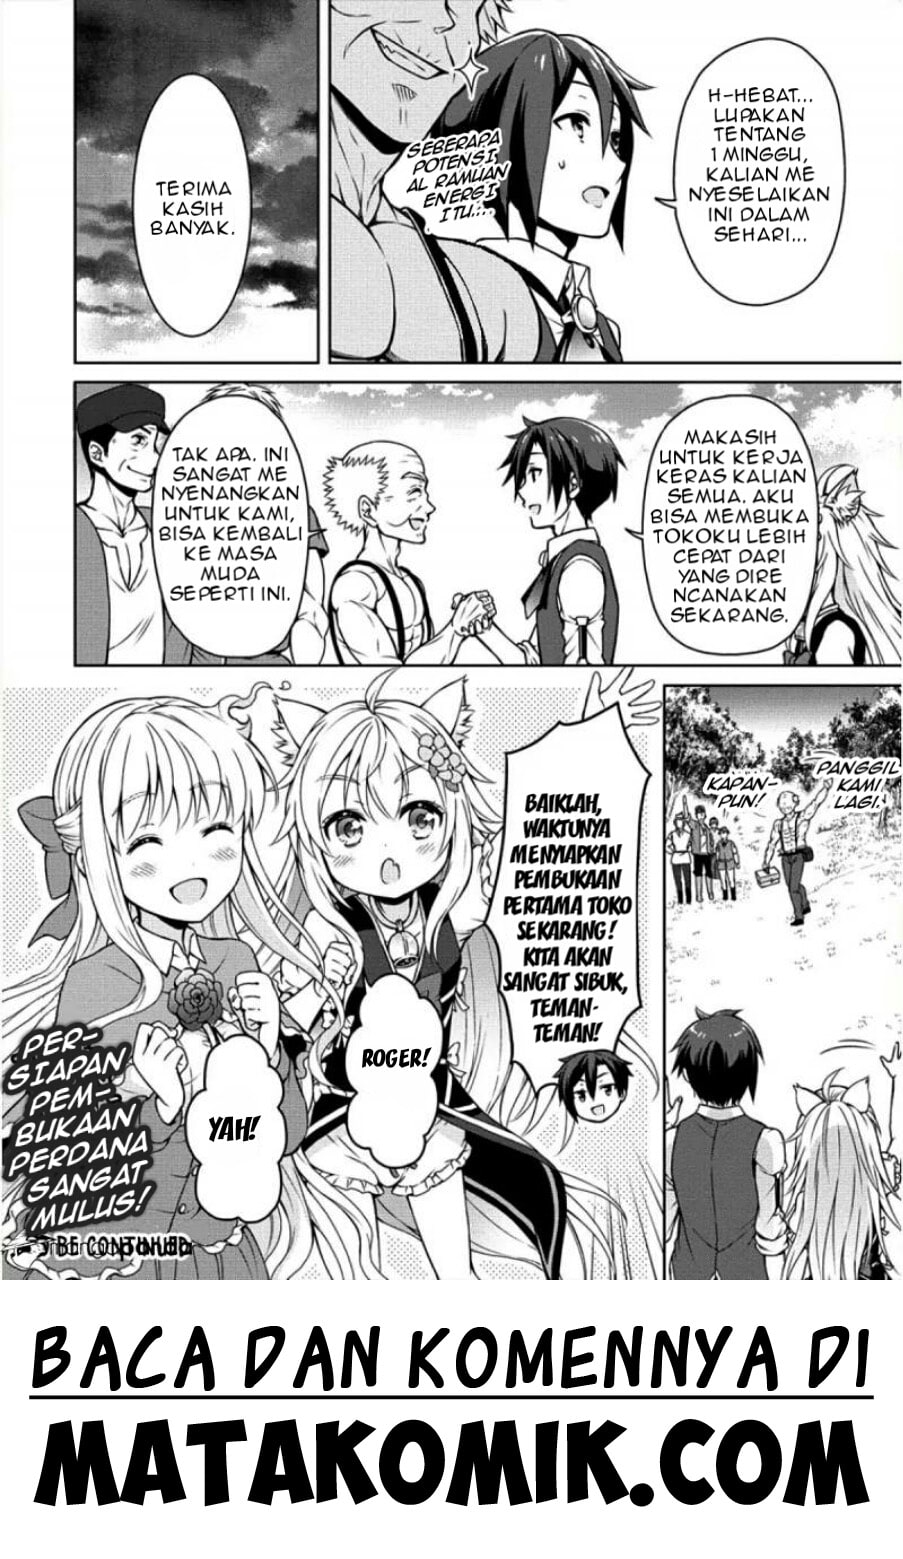 H-HEBAT...
LUPAKAN
TENTANG
1 MINGGU,
KALIAN ME
NYESELAIKAN
INI DALAM
SEHARI...
SEBERAPA
POTENSI
AL RAMUAN
ENERGI
ITU....
TERIMA
KASIH
BANYAK.
MAKASIH
UNTUK KERJA
KERAS KALIAN
SEMUA. AKU
BISA MEMBUKA
TOKOKU LEBIH
CEPAT DARI
YANG DIRE
NCANAKAN
SEKARANG.
TAK APA. INI
SANGAT ME
NYENANGKAN
UNTUK KAMI,
BISA KEMBALI
KE MASA
MUDA
SEPERTI INI.
PANGGIL
KAMI
LAGI.
KAPAN-
PUN!
BAIKLAH,
WAKTUNYA
MENYIAPKAN
PEMBUKAAN
PERTAMA TOKO
SEKARANG!
KITA AKAN
SANGAT SIBUK,
TEMAN-
TEMAN!
ROGER!
YAH!
PER-
SIAPAN
PEM-
BUKAAN
PERDANA
SANGAT
MULUS!
BE CONTINUED
BACA DAN KOMENNYA DI
MATAKOMIK.COM